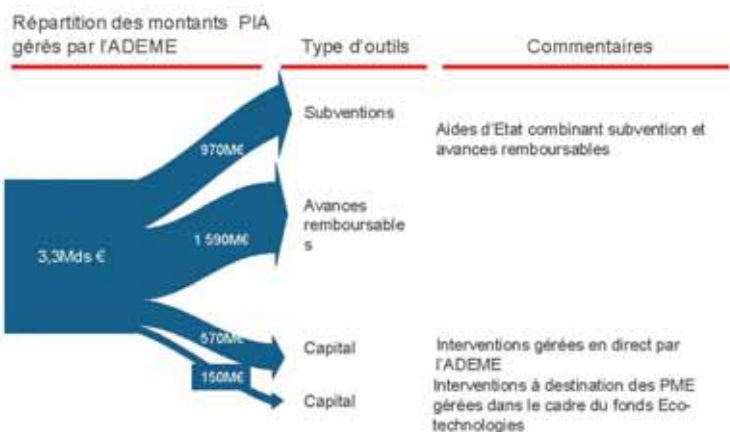 Répartition des montants PIA
gérés par l'ADEME
Type d'outils
Commentaires
970M€
Subventions
Aides d'Etat combinant subvention et
avances remboursables
3,3Mds €
1 590M€
Avances
remboursable
s
570M€
Capital
Interventions gérées en direct par
l'ADEME
150M€
Capital
Interventions à destination des PME
gérées dans le cadre du fonds Eco-
technologies